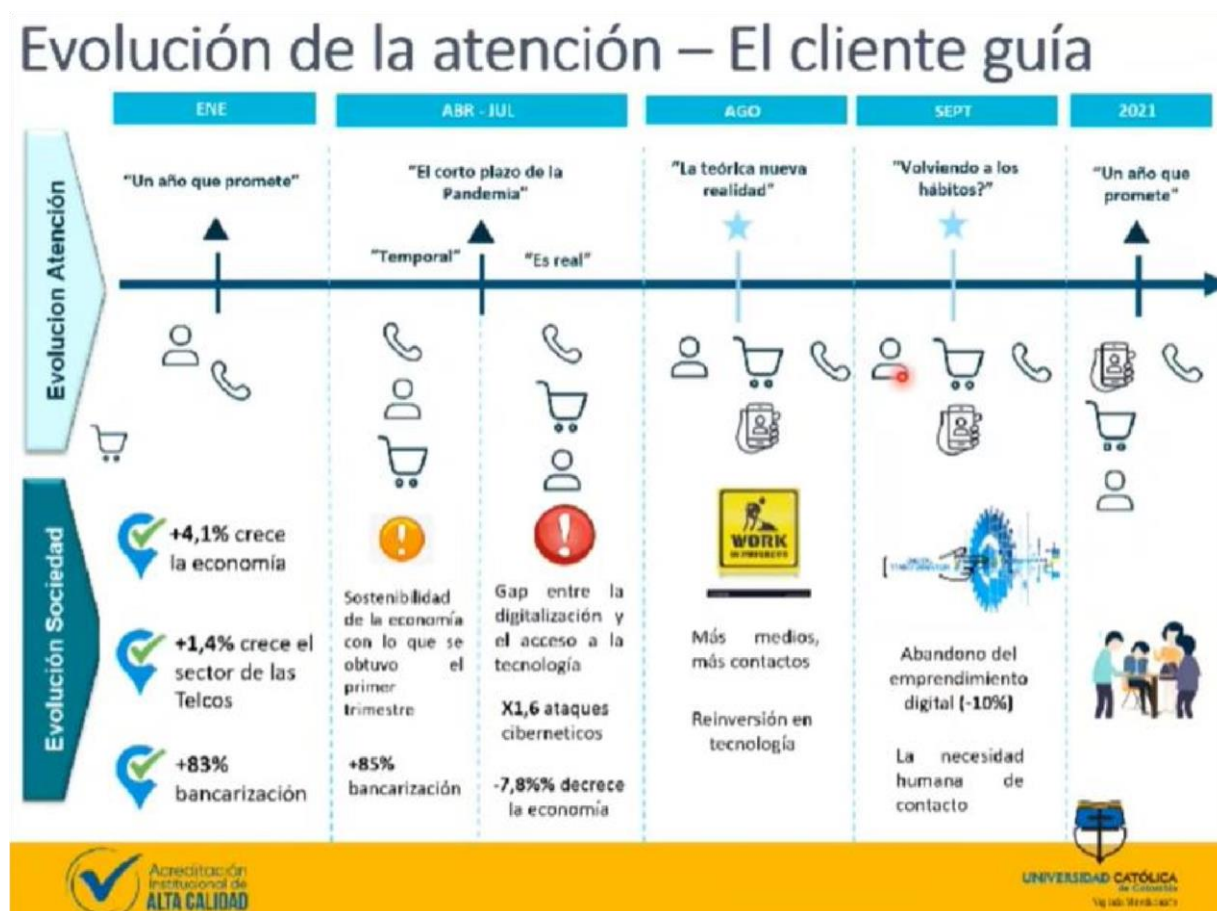 Evolución de la atención – El cliente guía
ENE
ABR - JUL
AGO
SEPT
2021
Evolucion Atención
"Un año que promete"
"El corto plazo de la
Pandemia"
"Temporal"
"Es real"
"La teórica nueva
realidad"
"Volviendo a los
hábitos?"
"Un año que
promete"
Evolución Sociedad
+4,1% crece
la economía
+1,4% crece el
sector de las
Telcos
+83%
bancarización
Sostenibilidad
de la economía
con lo que se
obtuvo el
primer
trimestre
+85%
bancarización
Gap entre la
digitalización y
el acceso a la
tecnología
X1,6 ataques
ciberneticos
-7,8%% decrece
la economía
WORK
IN PROGRESS
Más medios,
más contactos
Reinversión en
tecnología
Abandono del
emprendimiento
digital (-10%)
La necesidad
humana de
contacto
Acreditación
Institucional de
ALTA CALIDAD
UNIVERSIDAD CATÓLICA
de Colombia